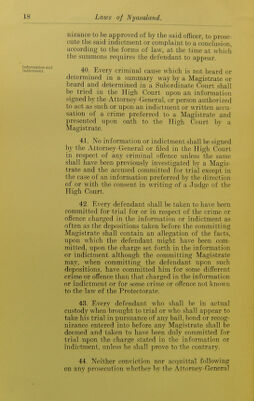 18 Laws of Nyasaland.
nizance to be approved of by the said officer, to prose-
cute the said indictment or complaint to a conclusion,
according to the forms of law, at the time at which
the summons requires the defendant to appear.
Information and
indictment.
40. Every criminal cause which is not heard or
determined in a summary way by a Magistrate or
heard and determined in a Subordinate Court shall
be tried in the High Court upon an information
signed by the Attorney-General, or person authorized
to act as such or upon an indictment or written accu-
sation of a crime preferred to a Magistrate and
presented upon oath to the High Court by a
Magistrate.
41. No information or indictment shall be signed
by the Attorney-General or filed in the High Court
in respect of any criminal offence unless the same
shall have been previously investigated by a Magis-
trate and the accused committed for trial except in
the case of an information preferred by the direction
of or with the consent in writing of a Judge of the
High Court.
42. Every defendant shall be taken to have been
committed for trial for or in respect of the crime or
offence charged in the information or indictment as
often as the depositions taken before the committing
Magistrate shall contain an allegation of the facts,
upon which the defendant might have been com-
mitted, upon the charge set forth in the information
or indictment although the committing Magistrate
may, when committing the defendant upon such
depositions, have committed him for some different
crime or offence than that charged in the information
or indictment or for some crime or offence not known
to the law of the Protectorate.
43. Every defendant who shall be in actual
custody when brought to trial or who shall appear to
take his trial in pursuance of any bail, bond or recog-
nizance entered into before any Magistrate shall be
deemed and taken to have been duly committed for
trial upon the charge stated in the information or
indictment, unless he shall prove to the contrary.
44. Neither conviction nor acquittal following
on any prosecution whether by the Attorney-General